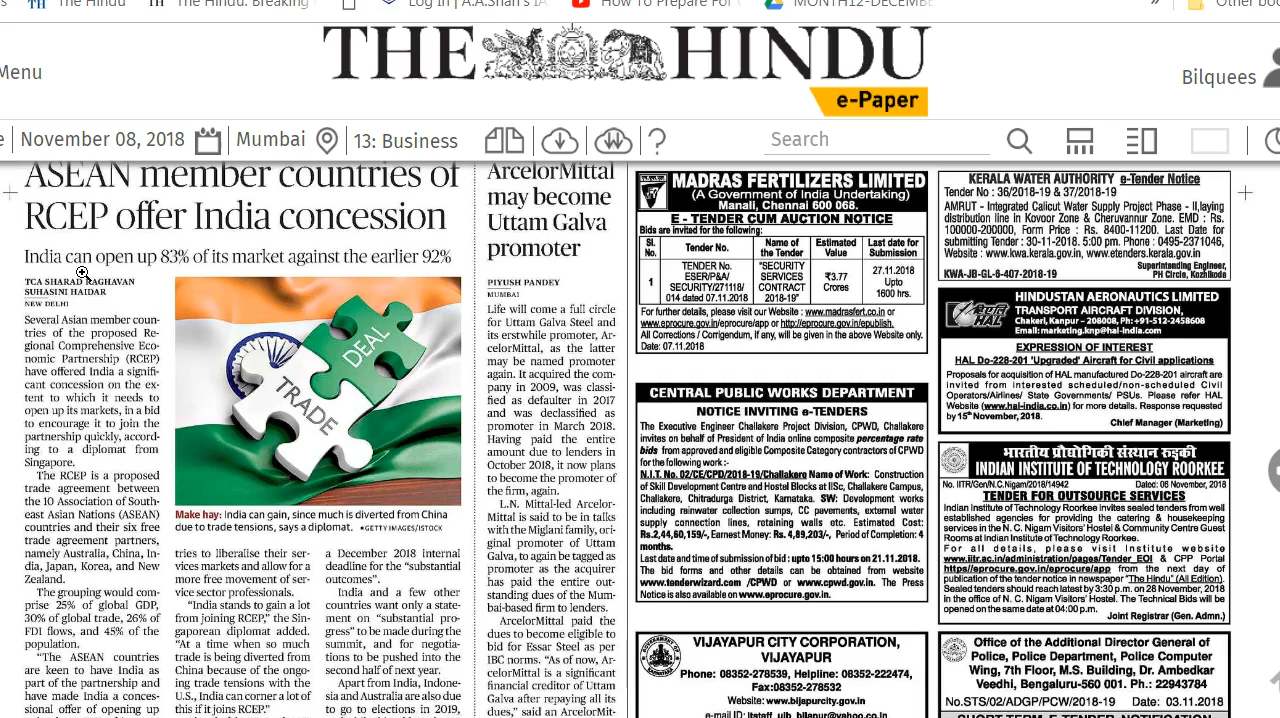 The Hindu
The Hindu: Breaking
Log In | A.A.Shah's IA
How To Prepare For
MONTH12-DECEMBE
»
Other boo
THE HINDU
e-Paper
Menu
Bilquees
November 08, 2018
Mumbai
13: Business
?
Search
ASEAN member countries of
RCEP offer India concession
India can open up 83% of its market against the earlier 92%
TCA SHARAD RAGHAVAN
SUHASINI HAIDAR
NEW DELHI
Several Asian member coun-
tries of the proposed Re-
gional Comprehensive Eco-
nomic Partnership (RCEP)
have offered India a signifi-
cant concession on the ex-
tent to which it needs to
open up its markets, in a bid
to encourage it to join the
partnership quickly, accord-
ing to a diplomat from
Singapore.
The RCEP is a proposed
trade agreement between
the 10 Association of South-
east Asian Nations (ASEAN)
countries and their six free
trade agreement partners,
namely Australia, China, In-
dia, Japan, Korea, and New
Zealand.
The grouping would com-
prise 25% of global GDP,
30% of global trade, 26% of
FDI flows, and 45% of the
population.
"The ASEAN countries
are keen to have India as
part of the partnership and
have made India a conces-
sional offer of opening up
TRADE
DEAL
Make hay: India can gain, since much is diverted from China
due to trade tensions, says a diplomat. •GETTY IMAGES/ISTOCK
tries to liberalise their ser-
vices markets and allow for a
more free movement of ser-
vice sector professionals.
"India stands to gain a lot
from joining RCEP," the Sin-
gaporean diplomat added.
"At a time when so much
trade is being diverted from
China because of the ongo-
ing trade tensions with the
U.S., India can corner a lot of
this if it joins RCEP."
a December 2018 internal
deadline for the "substantial
outcomes".
India and a few other
countries want only a state-
ment on "substantial pro-
gress" to be made during the
summit, and for negotia-
tions to be pushed into the
second half of next year.
Apart from India, Indone-
sia and Australia are also due
to go to elections in 2019,
ArcelorMittal
may become
Uttam Galva
promoter
PIYUSH PANDEY
MUMBAI
Life will come a full circle
for Uttam Galva Steel and
its erstwhile promoter, Ar-
celorMittal, as the latter
may be named promoter
again. It acquired the com-
pany in 2009, was classi-
fied as defaulter in 2017
and was declassified as
promoter in March 2018.
Having paid the entire
amount due to lenders in
October 2018, it now plans
to become the promoter of
the firm, again.
L.N. Mittal-led Arcelor-
Mittal is said to be in talks
with the Miglani family, ori-
ginal promoter of Uttam
Galva, to again be tagged as
promoter as the acquirer
has paid the entire out-
standing dues of the Mum-
bai-based firm to lenders.
ArcelorMittal paid the
dues to become eligible to
bid for Essar Steel as per
IBC norms. "As of now, Ar-
celorMittal is a significant
financial creditor of Uttam
Galva after repaying all its
dues," said an ArcelorMit-
MADRAS FERTILIZERS LIMITED
(A Government of India Undertaking)
Manali, Chennai 600 068.
E - TENDER CUM AUCTION NOTICE
Bids are invited for the following:
Sl. No. Tender No. Name of the Tender Estimated Value Last date for Submission
1 TENDER No. ESER/P&A/ SECURITY/271118/ 014 dated 07.11.2018 "SECURITY SERVICES CONTRACT 2018-19" ₹3.77 Crores 27.11.2018 Upto 1600 hrs.
For further details, please visit our Website : www.madrasfert.co.in or
www.eprocure.gov.in/eprocure/app or http://eprocure.gov.in/epublish.
All Corrections / Corrigendum, if any, will be given in the above Website only.
Date: 07.11.2018
CENTRAL PUBLIC WORKS DEPARTMENT
NOTICE INVITING e-TENDERS
The Executive Engineer Challakere Project Division, CPWD, Challakere
invites on behalf of President of India online composite percentage rate
bids from approved and eligible Composite Category contractors of CPWD
for the following work :-
N.I.T. No. 02/CE/CPD/2018-19/Challakere Name of Work: Construction
of Skill Development Centre and Hostel Blocks at IISc, Challakere Campus,
Challakere, Chitradurga District, Karnataka. SW: Development works
including rainwater collection sumps, CC pavements, external water
supply connection lines, retaining walls etc. Estimated Cost:
Rs.2,44,60,159/-, Earnest Money: Rs. 4,89,203/-, Period of Completion: 4
months.
Last date and time of submission of bid : upto 15:00 hours on 21.11.2018.
The bid forms and other details can be obtained from website
www.tenderwizard.com /CPWD or www.cpwd.gov.in. The Press
Notice is also available on www.eprocure.gov.in.
VIJAYAPUR CITY CORPORATION,
VIJAYAPUR
Phone: 08352-278539, Helpline: 08352-222474,
Fax:08352-278532
Website: www.bijapurcity.gov.in
e-mail ID: itstaff_ulb_bijapur@yahoo.co.in
KERALA WATER AUTHORITY e-Tender Notice
Tender No : 36/2018-19 & 37/2018-19
AMRUT - Integrated Calicut Water Supply Project Phase - II,laying
distribution line in Kovoor Zone & Cheruvannur Zone. EMD : Rs.
100000-200000, Form Price : Rs. 8400-11200. Last Date for
submitting Tender : 30-11-2018. 5:00 pm. Phone : 0495-2371046,
Website : www.kwa.kerala.gov.in, www.etenders.kerala.gov.in
Superintending Engineer,
PH Circle, Kozhikode
KWA-JB-GL-6-407-2018-19
HAL
HINDUSTAN AERONAUTICS LIMITED
TRANSPORT AIRCRAFT DIVISION,
Chakeri, Kanpur – 208008, Ph:+91-512-2458608
Email: marketing.knp@hal-india.com
EXPRESSION OF INTEREST
HAL Do-228-201 'Upgraded' Aircraft for Civil applications
Proposals for acquisition of HAL manufactured Do-228-201 aircraft are
invited from interested scheduled/non-scheduled Civil
Operators/Airlines/ State Governments/ PSUs. Please refer HAL
Website (www.hal-india.co.in) for more details. Response requested
by 15th November, 2018.
Chief Manager (Marketing)
भारतीय प्रौद्योगिकी संस्थान रुड़की
INDIAN INSTITUTE OF TECHNOLOGY ROORKEE
No. IITR/Gen/N.C.Nigam/2018/14942 Dated: 06 November, 2018
TENDER FOR OUTSOURCE SERVICES
Indian Institute of Technology Roorkee invites sealed tenders from well
established agencies for providing the catering & housekeeping
services in the N. C. Nigam Visitors' Hostel & Community Centre Guest
Rooms at Indian Institute of Technology Roorkee.
For all details, please visit Institute website
www.iitr.ac.in/administration/pages/Tender_EOI & CPP Portal
https//eprocure.gov.in/eprocure/app from the next day of
publication of the tender notice in newspaper "The Hindu" (All Edition).
Sealed tenders should reach latest by 3:30 p.m. on 28 November, 2018 in
the office of N. C. Nigam Visitors' Hostel. The Technical Bids will be
opened on the same date at 04:00 p.m.
Joint Registrar (Gen. Admn.)
Office of the Additional Director General of
Police, Police Department, Police Computer
Wing, 7th Floor, M.S. Building, Dr. Ambedkar
Veedhi, Bengaluru-560 001. Ph.: 22943784
No.STS/02/ADGP/PCW/2018-19 Date: 03.11.2018
SHORT TERM E-TENDER NOTIFICATION